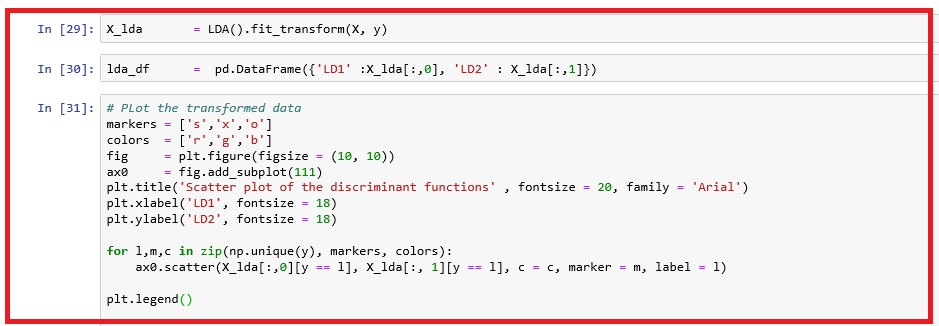 In [29]: X_lda       = LDA().fit_transform(X, y)
In [30]: lda_df      =  pd.DataFrame({'LD1' :X_lda[:,0], 'LD2' : X_lda[:,1]})
In [31]: # PLot the transformed data
markers = ['s','x','o']
colors  = ['r','g','b']
fig     = plt.figure(figsize = (10, 10))
ax0     = fig.add_subplot(111)
plt.title('Scatter plot of the discriminant functions' , fontsize = 20, family = 'Arial')
plt.xlabel('LD1', fontsize = 18)
plt.ylabel('LD2', fontsize = 18)
for l,m,c in zip(np.unique(y), markers, colors):
    ax0.scatter(X_lda[:,0][y == l], X_lda[:, 1][y == l], c = c, marker = m, label = l)
plt.legend()